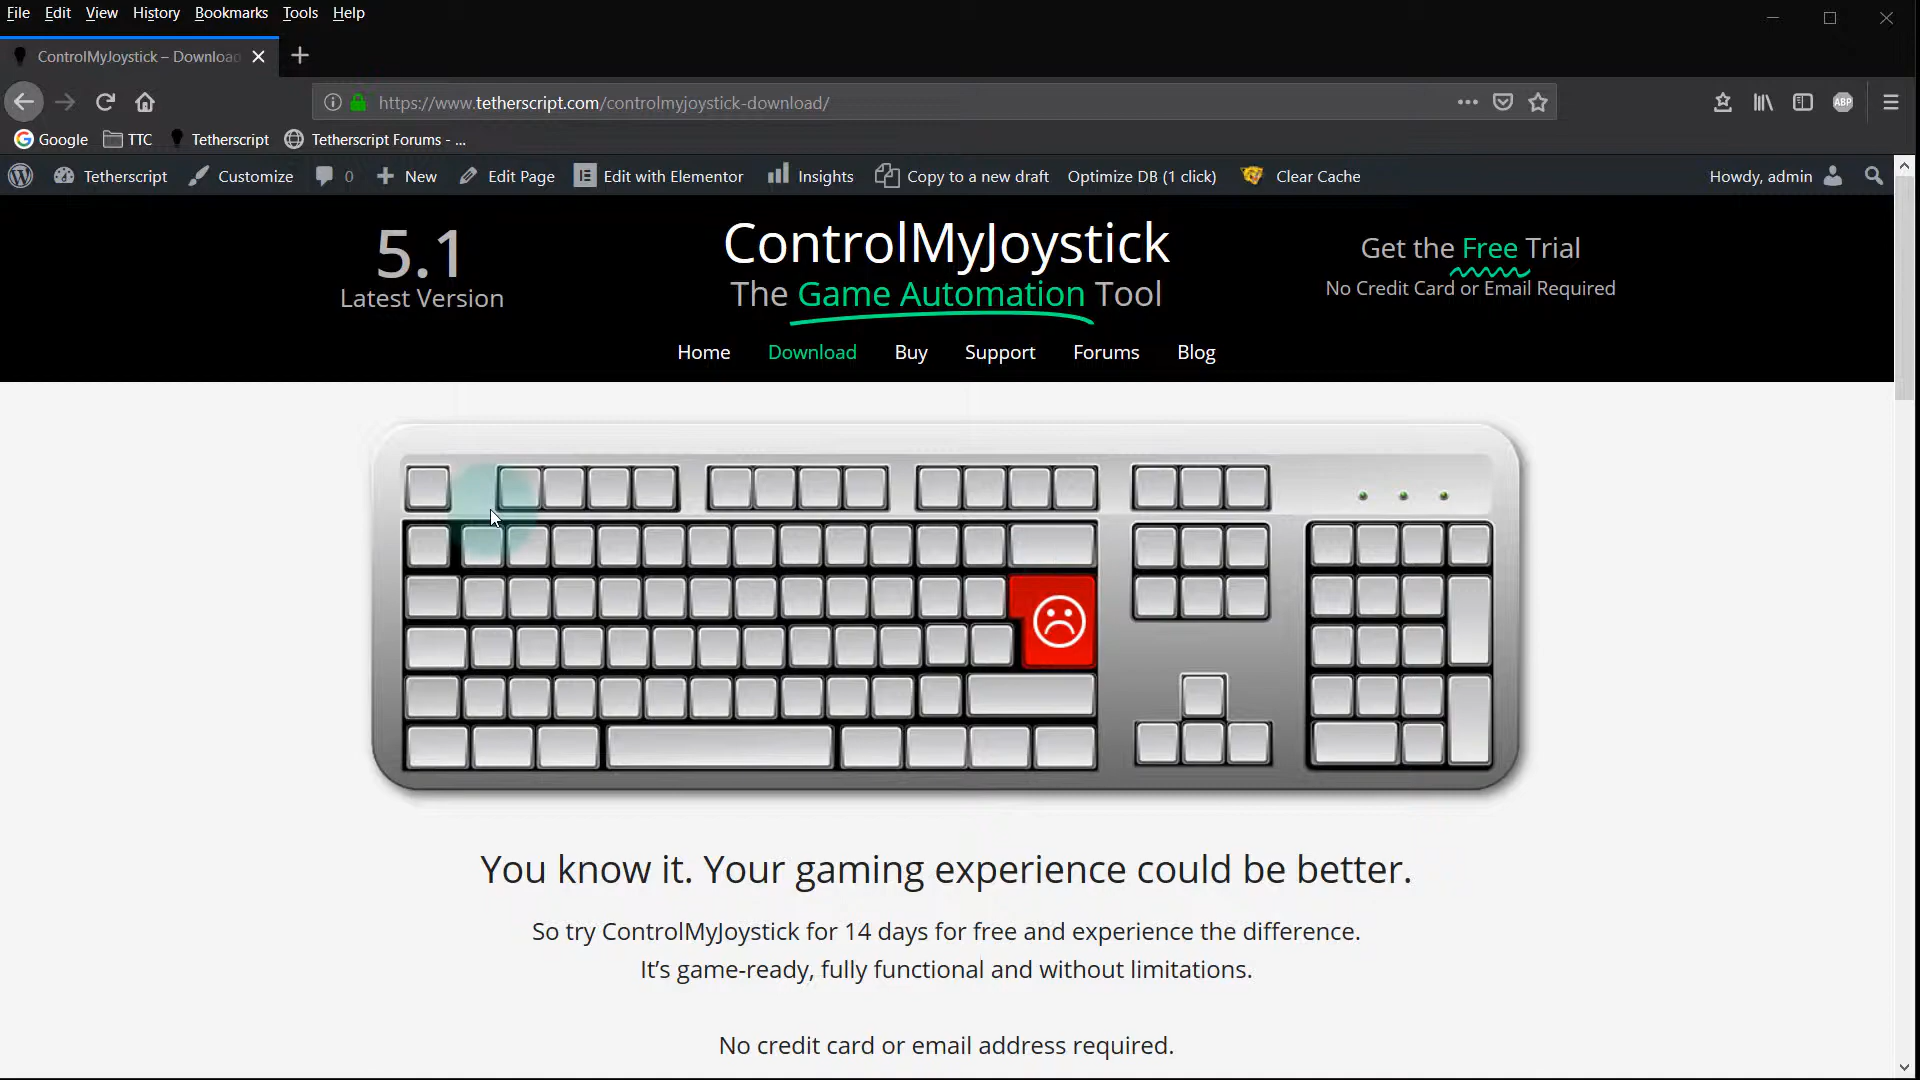 File Edit View History Bookmarks Tools Help
ControlMyJoystick – Download
https://www.tetherscript.com/controlmyjoystick-download/
ABP
Google TTC Tetherscript Tetherscript Forums - ...
Tetherscript Customize 0 New Edit Page Edit with Elementor Insights Copy to a new draft Optimize DB (1 click) Clear Cache Howdy, admin
5.1
Latest Version
ControlMyJoystick
The Game Automation Tool
Get the Free Trial
No Credit Card or Email Required
Home Download Buy Support Forums Blog
You know it. Your gaming experience could be better.
So try ControlMyJoystick for 14 days for free and experience the difference.
It’s game-ready, fully functional and without limitations.
No credit card or email address required.